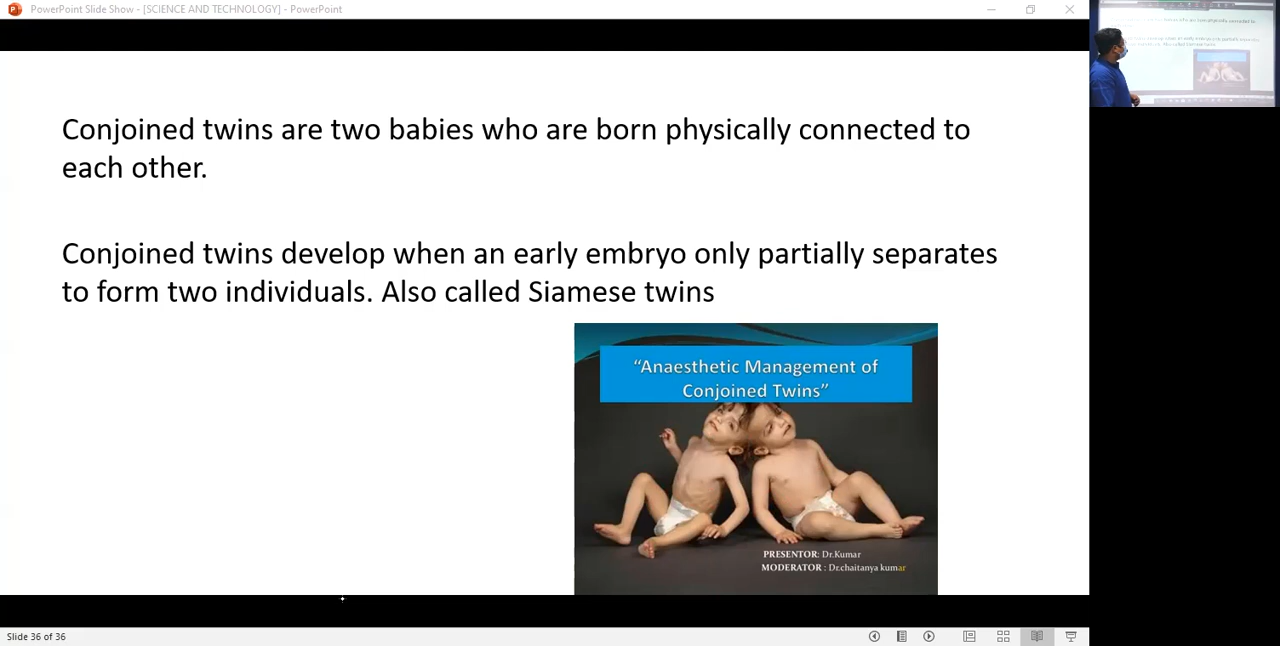 PowerPoint Slide Show - [SCIENCE AND TECHNOLOGY] - PowerPoint
Conjoined twins are two babies who are born physically connected to
each other.
Conjoined twins develop when an early embryo only partially separates
to form two individuals. Also called Siamese twins
“Anaesthetic Management of
Conjoined Twins”
PRESENTOR: Dr.Kumar
MODERATOR : Dr.chaitanya kumar
Slide 36 of 36